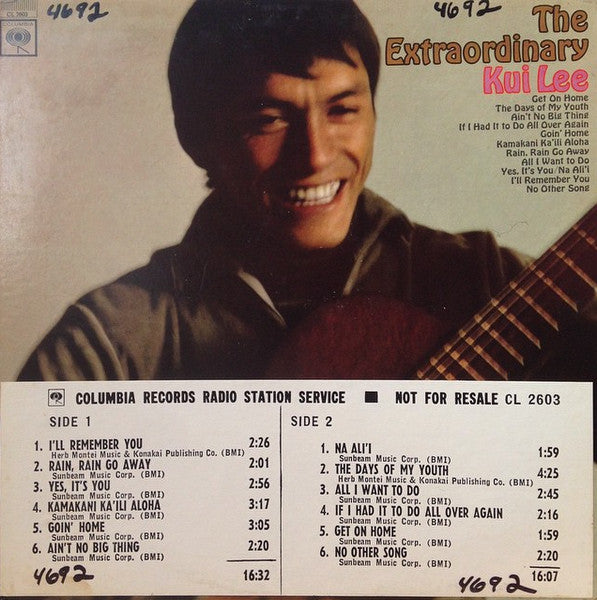 CL 2603
COLUMBIA
4692
4692
The
Extraordinary
Kui Lee
Get On Home
The Days of My Youth
Ain't No Big Thing
If I Had It to Do All Over Again
Goin' Home
Kamakani Ka'ili Aloha
Rain, Rain Go Away
All I Want to Do
Yes, It's You/Na Ali'i
I'll Remember You
No Other Song
COLUMBIA RECORDS RADIO STATION SERVICE ■ NOT FOR RESALE CL 2603
SIDE 1
1. I'LL REMEMBER YOU 2:26
Herb Montei Music & Konakai Publishing Co. (BMI)
2. RAIN, RAIN GO AWAY 2:01
Sunbeam Music Corp. (BMI)
3. YES, IT'S YOU 2:56
Sunbeam Music Corp. (BMI)
4. KAMAKANI KA'ILI ALOHA 3:17
Sunbeam Music Corp. (BMI)
5. GOIN' HOME 3:05
Sunbeam Music Corp. (BMI)
6. AIN'T NO BIG THING 2:20
Sunbeam Music Corp. (BMI)
16:32
4692
SIDE 2
1. NA ALI'I 1:59
Sunbeam Music Corp. (BMI)
2. THE DAYS OF MY YOUTH 4:25
Herb Montei Music & Konakai Publishing Co. (BMI)
3. ALL I WANT TO DO 2:45
Sunbeam Music Corp. (BMI)
4. IF I HAD IT TO DO ALL OVER AGAIN 2:16
Sunbeam Music Corp. (BMI)
5. GET ON HOME 1:59
Sunbeam Music Corp. (BMI)
6. NO OTHER SONG 2:20
Sunbeam Music Corp. (BMI)
16:07
4692